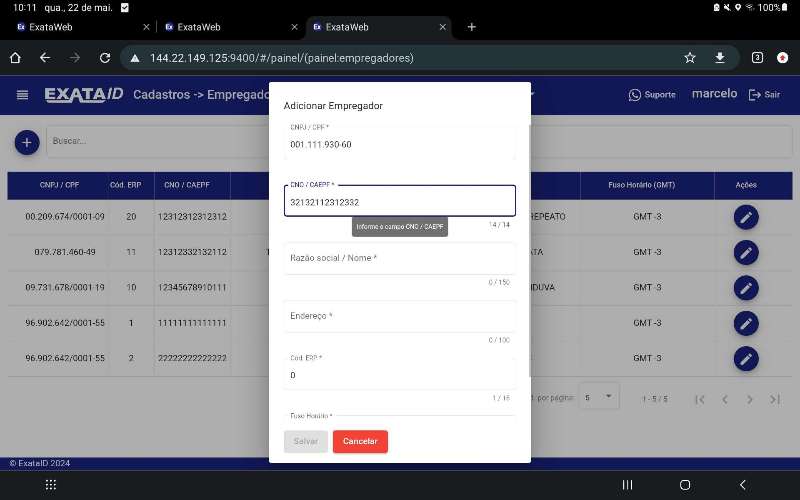 10:11 qua., 22 de mai.
100%
ExataWeb
ExataWeb
ExataWeb
144.22.149.125:9400/#/painel/(painel:empregadores)
3
EXATAID Cadastros -> Empregado
Suporte marcelo Sair
Adicionar Empregador
CNPJ / CPF *
001.111.930-60
Buscar...
CNO / CAEPF *
32132112312332
14 / 14
Informe o campo CNO / CAEPF
Razão social / Nome *
0 / 150
Endereço *
0 / 100
Cód. ERP *
0
1 / 16
Fuso Horário *
Salvar Cancelar
CNPJ / CPF Cód. ERP CNO / CAEPF Fuso Horário (GMT) Ações
00.209.674/0001-09 20 12312312312312 REPEATO GMT -3
079.781.460-49 11 12312332132112 1 ATA GMT -3
09.731.678/0001-19 10 12345678910111 NDUVA GMT -3
96.902.642/0001-55 1 11111111111111 GMT -3
96.902.642/0001-55 2 22222222222222 GMT -3
por página: 5 1 - 5 / 5
© ExataID 2024